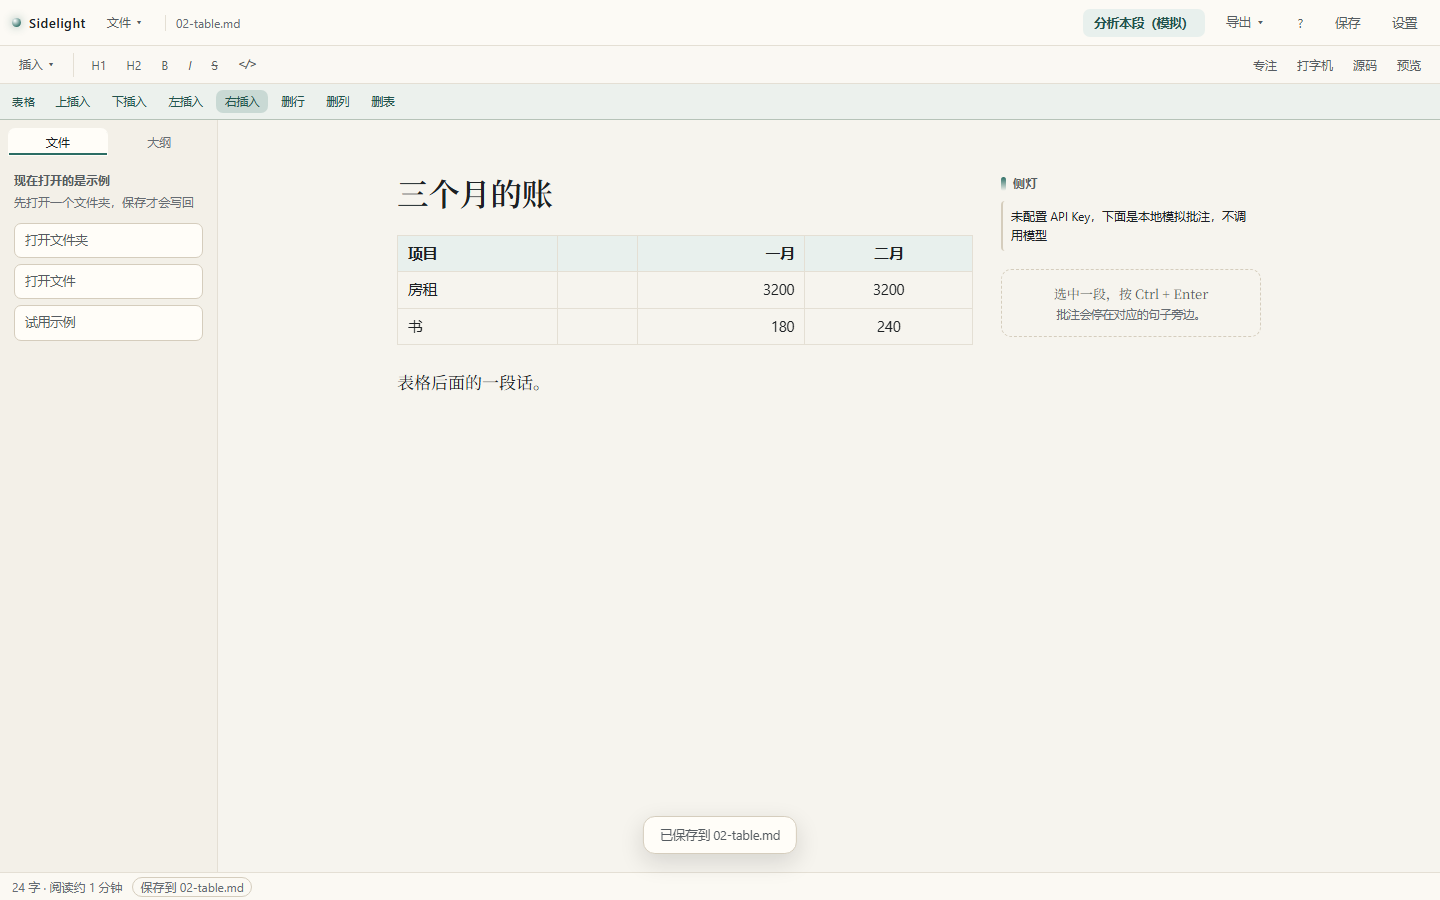 Sidelight 文件 ▾ 02-table.md 分析本段（模拟） 导出 ▾ ? 保存 设置
插入 ▾ H1 H2 B I S </> 专注 打字机 源码 预览
表格 上插入 下插入 左插入 右插入 删行 删列 删表
文件 大纲
现在打开的是示例
先打开一个文件夹，保存才会写回
打开文件夹
打开文件
试用示例
三个月的账
项目 一月 二月
房租 3200 3200
书 180 240
表格后面的一段话。
侧灯
未配置 API Key，下面是本地模拟批注，不调
用模型
选中一段，按 Ctrl + Enter
批注会停在对应的句子旁边。
已保存到 02-table.md
24 字 · 阅读约 1 分钟 保存到 02-table.md